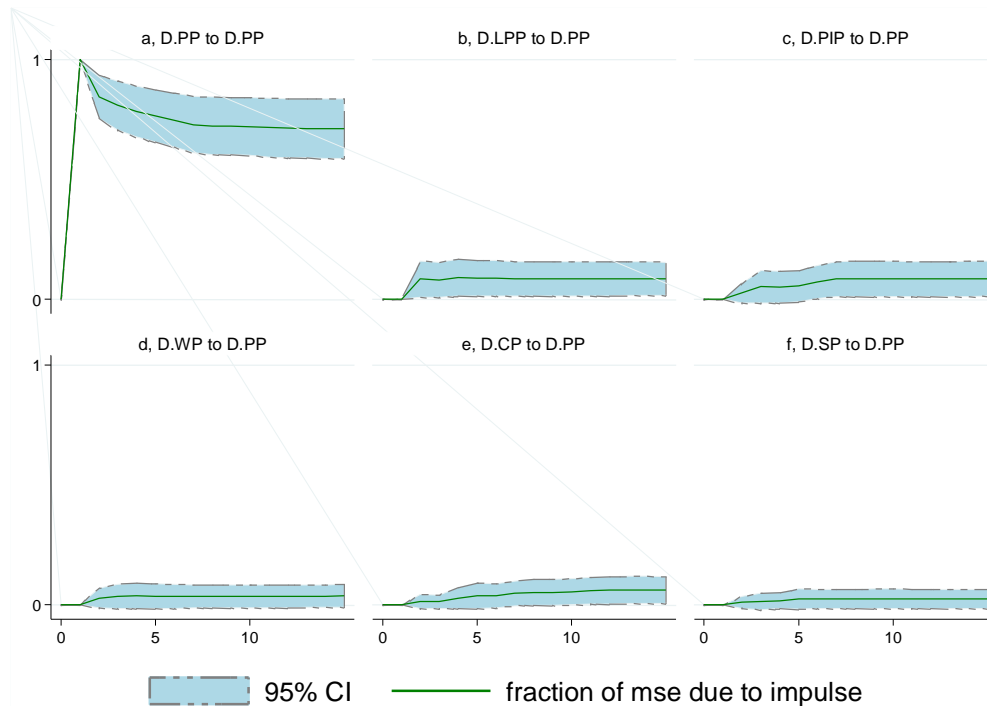 a, D.PP to D.PP
b, D.LPP to D.PP
c, D.PIP to D.PP
1
0
d, D.WP to D.PP
e, D.CP to D.PP
f, D.SP to D.PP
1
0
0 5 10 0 5 10 0 5 10
95% CI fraction of mse due to impulse